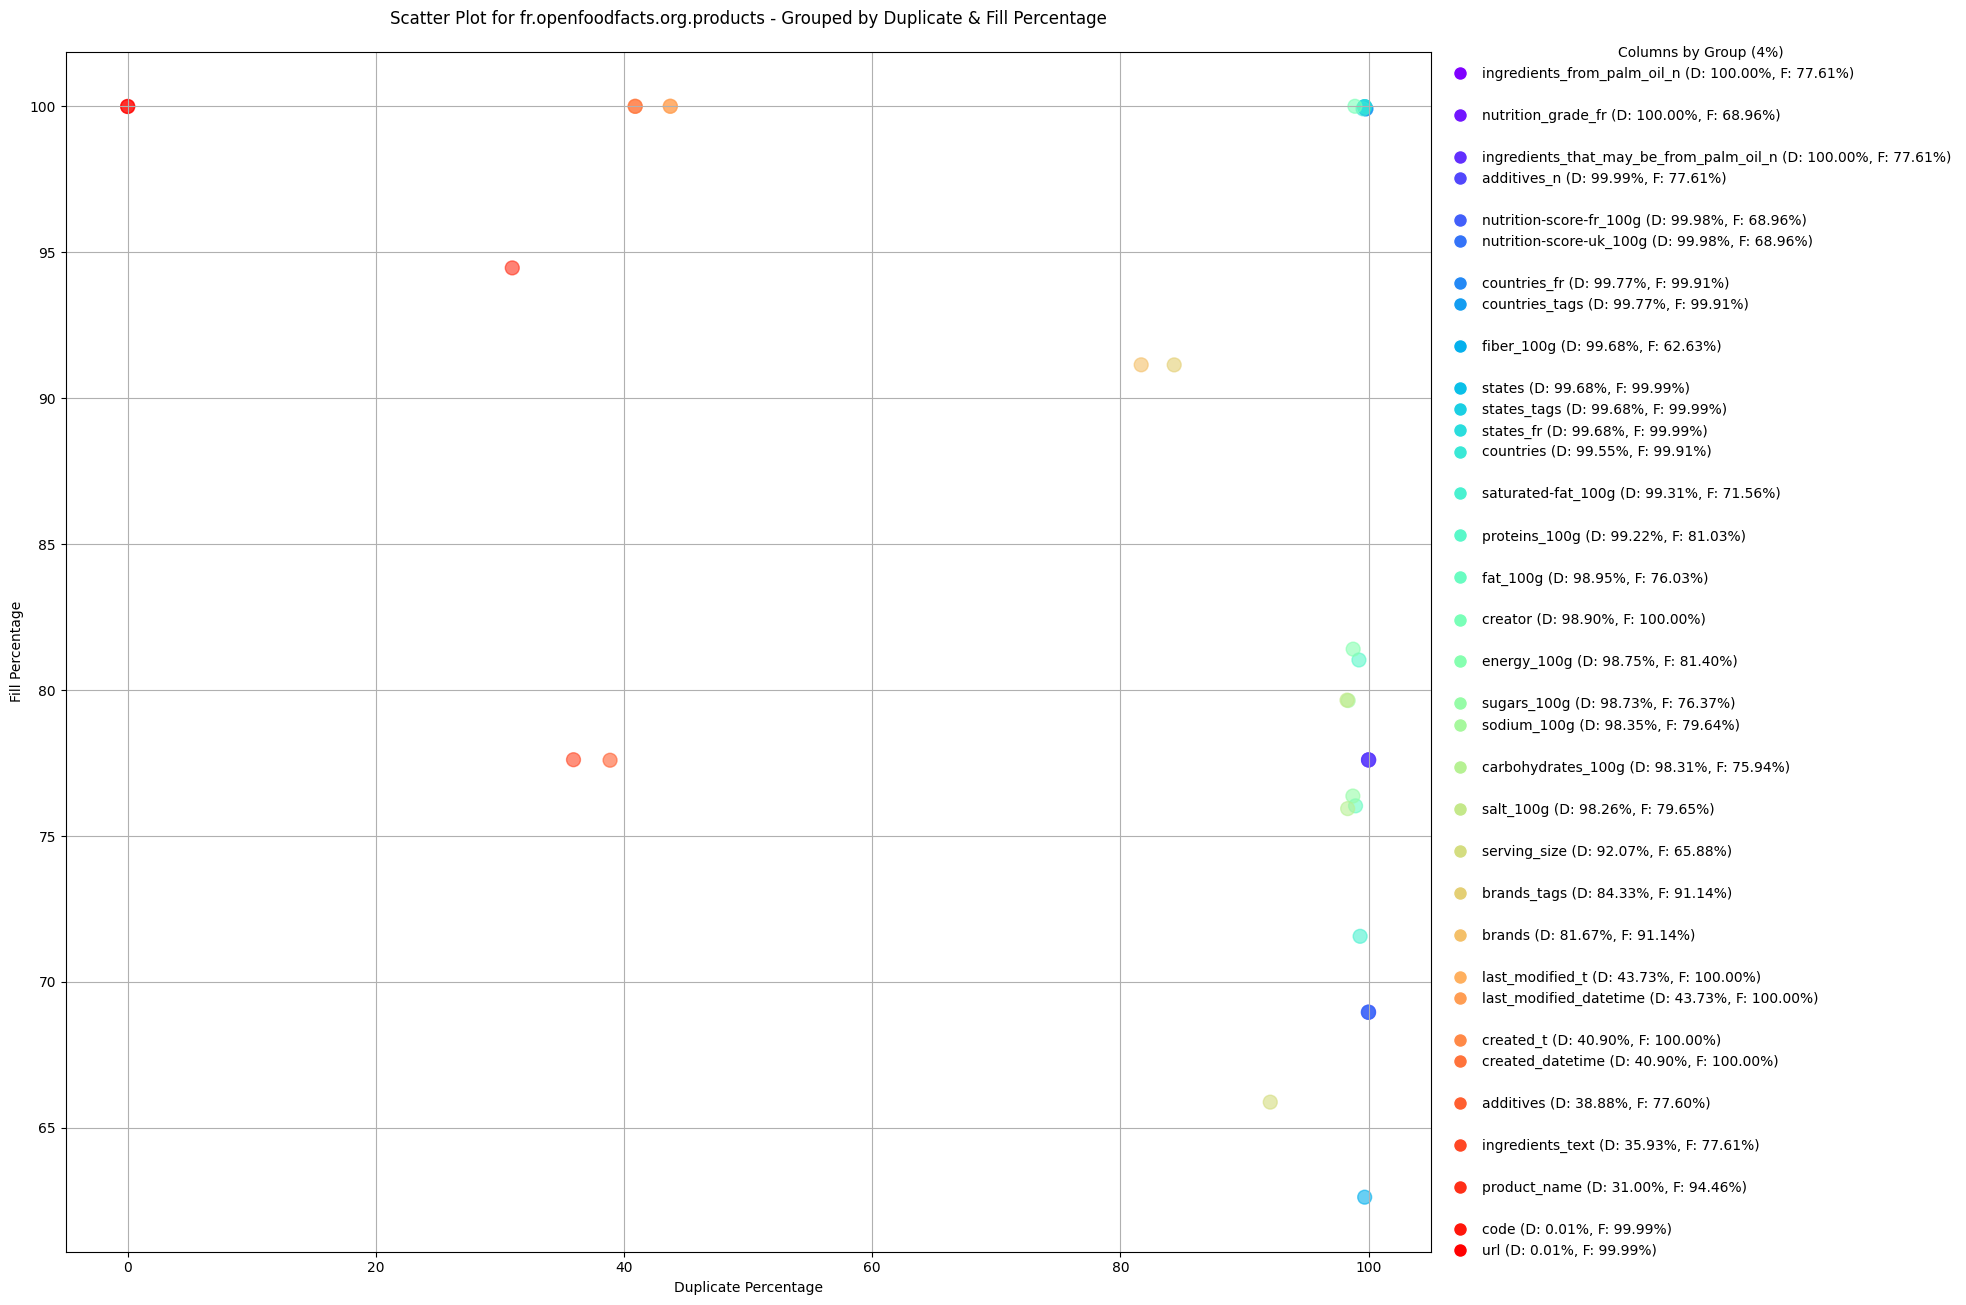 Scatter Plot for fr.openfoodfacts.org.products - Grouped by Duplicate & Fill Percentage
Fill Percentage
100
95
90
85
80
75
70
65
0
20
40
60
80
100
Duplicate Percentage
Columns by Group (4%)
ingredients_from_palm_oil_n (D: 100.00%, F: 77.61%)
nutrition_grade_fr (D: 100.00%, F: 68.96%)
ingredients_that_may_be_from_palm_oil_n (D: 100.00%, F: 77.61%)
additives_n (D: 99.99%, F: 77.61%)
nutrition-score-fr_100g (D: 99.98%, F: 68.96%)
nutrition-score-uk_100g (D: 99.98%, F: 68.96%)
countries_fr (D: 99.77%, F: 99.91%)
countries_tags (D: 99.77%, F: 99.91%)
fiber_100g (D: 99.68%, F: 62.63%)
states (D: 99.68%, F: 99.99%)
states_tags (D: 99.68%, F: 99.99%)
states_fr (D: 99.68%, F: 99.99%)
countries (D: 99.55%, F: 99.91%)
saturated-fat_100g (D: 99.31%, F: 71.56%)
proteins_100g (D: 99.22%, F: 81.03%)
fat_100g (D: 98.95%, F: 76.03%)
creator (D: 98.90%, F: 100.00%)
energy_100g (D: 98.75%, F: 81.40%)
sugars_100g (D: 98.73%, F: 76.37%)
sodium_100g (D: 98.35%, F: 79.64%)
carbohydrates_100g (D: 98.31%, F: 75.94%)
salt_100g (D: 98.26%, F: 79.65%)
serving_size (D: 92.07%, F: 65.88%)
brands_tags (D: 84.33%, F: 91.14%)
brands (D: 81.67%, F: 91.14%)
last_modified_t (D: 43.73%, F: 100.00%)
last_modified_datetime (D: 43.73%, F: 100.00%)
created_t (D: 40.90%, F: 100.00%)
created_datetime (D: 40.90%, F: 100.00%)
additives (D: 38.88%, F: 77.60%)
ingredients_text (D: 35.93%, F: 77.61%)
product_name (D: 31.00%, F: 94.46%)
code (D: 0.01%, F: 99.99%)
url (D: 0.01%, F: 99.99%)